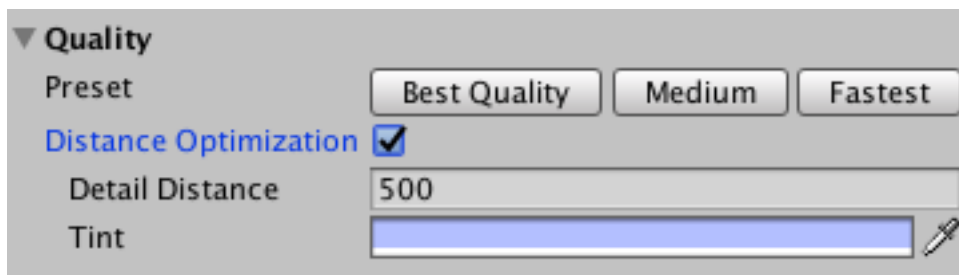 Quality
Preset Best Quality Medium Fastest
Distance Optimization
Detail Distance 500
Tint